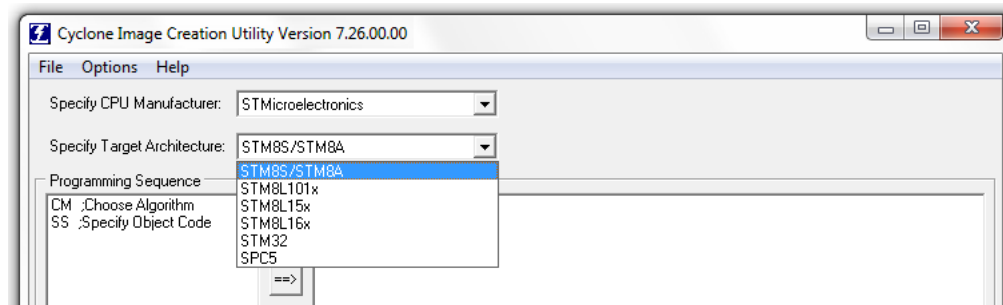 Cyclone Image Creation Utility Version 7.26.00.00
File Options Help
Specify CPU Manufacturer: STMicroelectronics
Specify Target Architecture: STM8S/STM8A
STM8S/STM8A
STM8L101x
STM8L15x
STM8L16x
STM32
SPC5
Programming Sequence
CM ;Choose Algorithm
SS ;Specify Object Code
==>